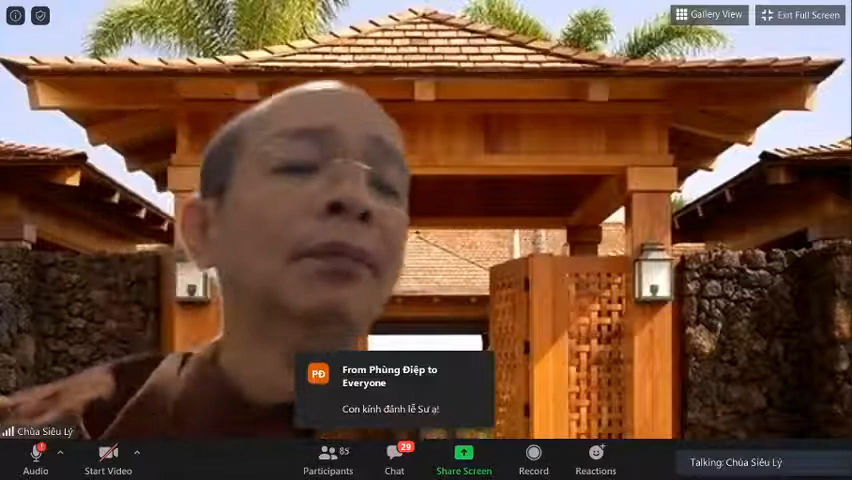 Gallery View
Exit Full Screen
PĐ
From Phùng Điệp to
Everyone
Con kính đảnh lễ Sư ạ!
Chùa Siêu Lý
Audio
Start Video
Participants
85
Chat
29
Share Screen
Record
Reactions
Talking: Chùa Siêu Lý